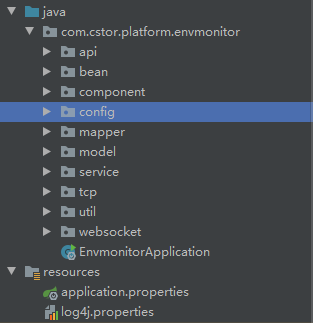 java
com.cstor.platform.envmonitor
api
bean
component
config
mapper
model
service
tcp
util
websocket
EnvmonitorApplication
resources
application.properties
log4j.properties